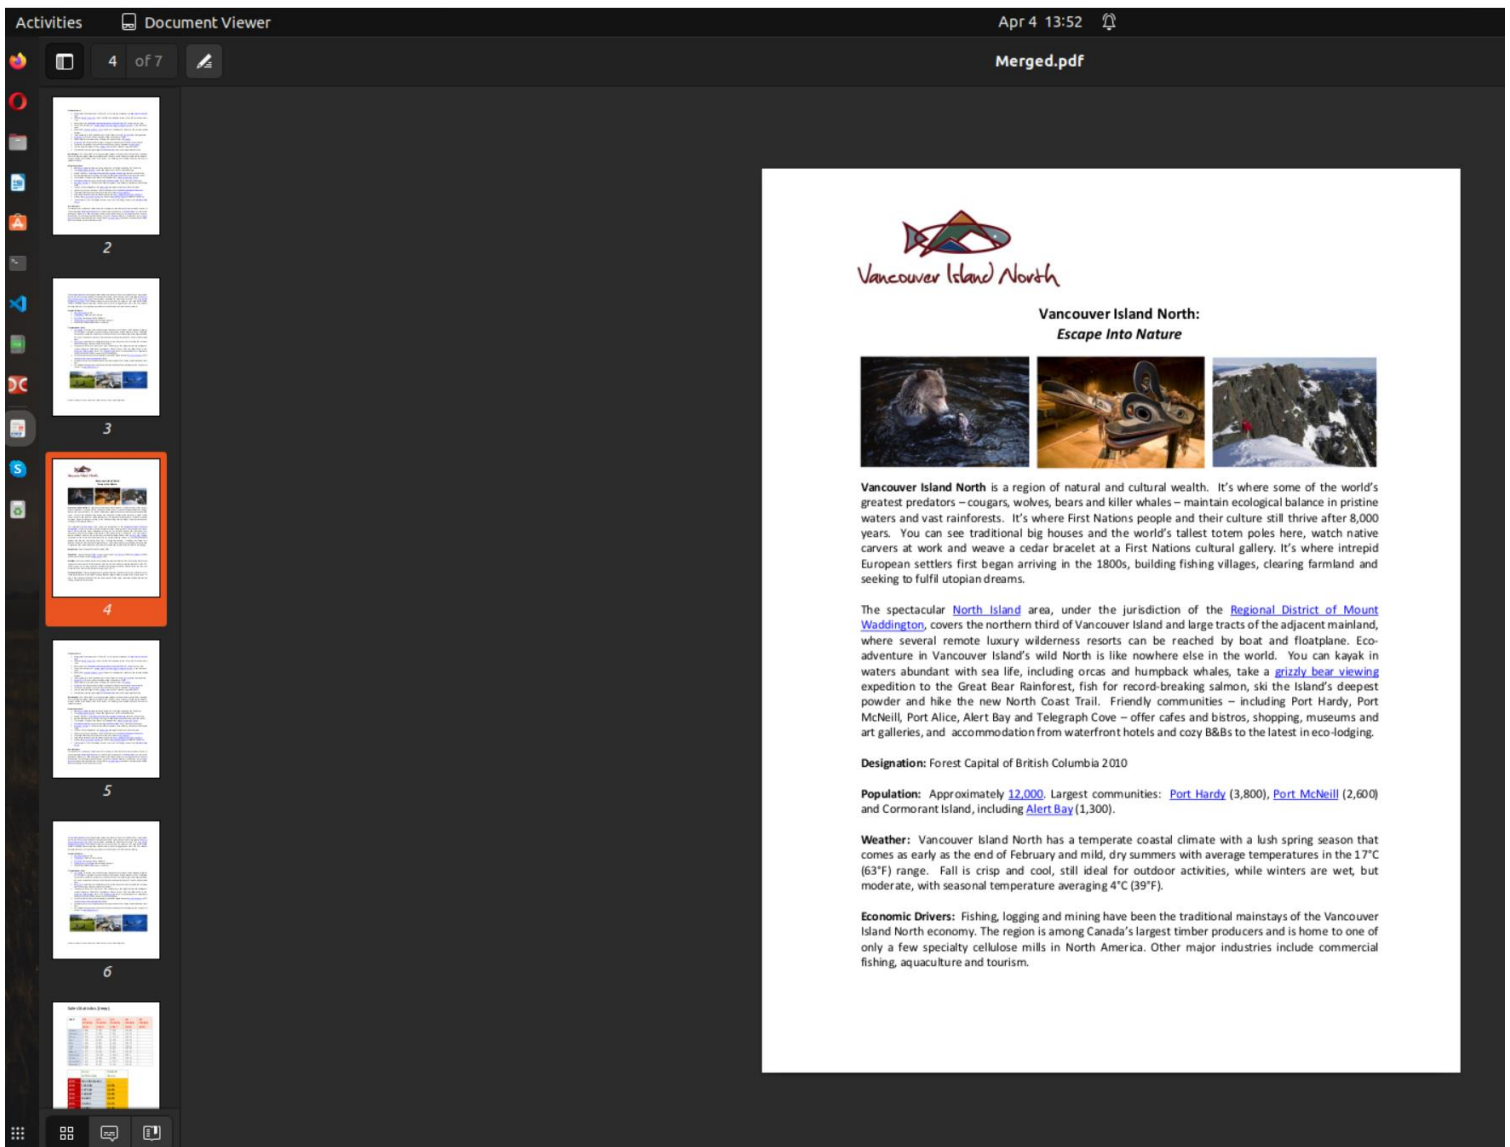 Activities
Document Viewer
Apr 4 13:52
4 of 7
Merged.pdf
2
3
4
5
6
Vancouver Island North
Vancouver Island North:
Escape Into Nature
Vancouver Island North is a region of natural and cultural wealth. It’s where some of the world’s
greatest predators – cougars, wolves, bears and killer whales – maintain ecological balance in pristine
waters and vast rainforests. It’s where First Nations people and their culture still thrive after 8,000
years. You can see traditional big houses and the world’s tallest totem poles here, watch native
carvers at work and weave a cedar bracelet at a First Nations cultural gallery. It’s where intrepid
European settlers first began arriving in the 1800s, building fishing villages, clearing farmland and
seeking to fulfil utopian dreams.
The spectacular North Island area, under the jurisdiction of the Regional District of Mount
Waddington, covers the northern third of Vancouver Island and large tracts of the adjacent mainland,
where several remote luxury wilderness resorts can be reached by boat and floatplane. Eco-
adventure in Vancouver Island’s wild North is like nowhere else in the world. You can kayak in
waters abundant with sea life, including orcas and humpback whales, take a grizzly bear viewing
expedition to the Great Bear Rainforest, fish for record-breaking salmon, ski the Island’s deepest
powder and hike the new North Coast Trail. Friendly communities – including Port Hardy, Port
McNeill, Port Alice, Alert Bay and Telegraph Cove – offer cafes and bistros, shopping, museums and
art galleries, and accommodation from waterfront hotels and cozy B&Bs to the latest in eco-lodging.
Designation: Forest Capital of British Columbia 2010
Population: Approximately 12,000. Largest communities: Port Hardy (3,800), Port McNeill (2,600)
and Cormorant Island, including Alert Bay (1,300).
Weather: Vancouver Island North has a temperate coastal climate with a lush spring season that
comes as early as the end of February and mild, dry summers with average temperatures in the 17°C
(63°F) range. Fall is crisp and cool, still ideal for outdoor activities, while winters are wet, but
moderate, with seasonal temperature averaging 4°C (39°F).
Economic Drivers: Fishing, logging and mining have been the traditional mainstays of the Vancouver
Island North economy. The region is among Canada’s largest timber producers and is home to one of
only a few specialty cellulose mills in North America. Other major industries include commercial
fishing, aquaculture and tourism.